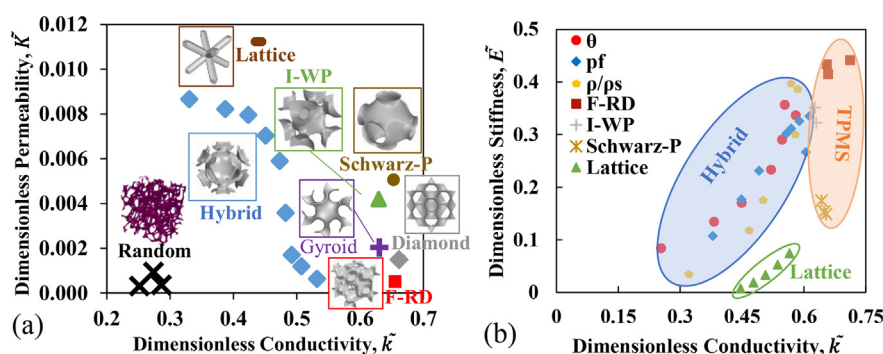 0.012
0.010
0.008
0.006
0.004
0.002
0.000
Dimensionless Permeability, K̃
Lattice
I-WP
Schwarz-P
Hybrid
Random
Gyroid
Diamond
F-RD
0.2 0.3 0.4 0.5 0.6 0.7
(a) Dimensionless Conductivity, k̃
0.5
0.4
0.3
0.2
0.1
0
Dimensionless Stiffness, Ẽ
θ
pf
ρ/ρs
F-RD
I-WP
Schwarz-P
Lattice
Hybrid
TPMS
Lattice
0 0.15 0.3 0.45 0.6 0.75
(b) Dimensionless Conductivity, k̃